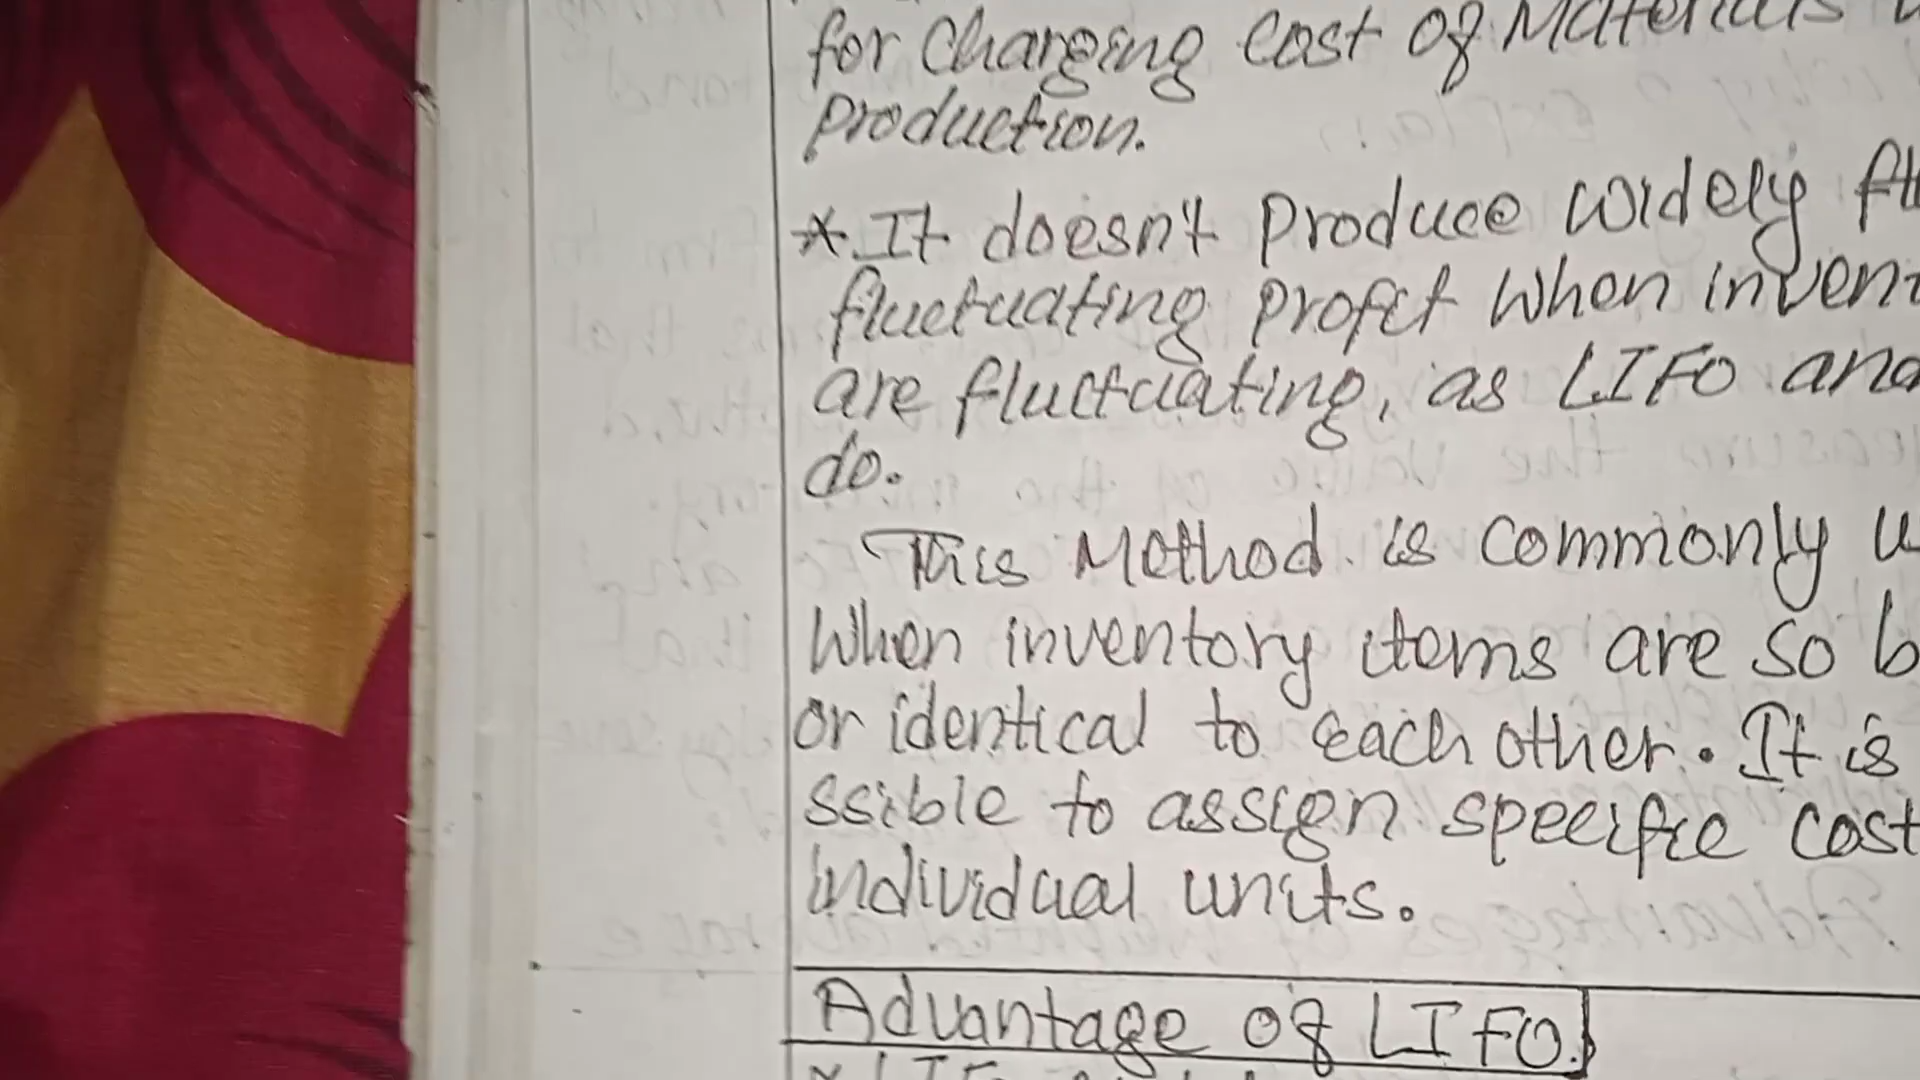 for Charging Cost of Materials
production.
* It doesn't produce widely
fluctuating profit when
are fluctuating, as LIFO and
do.
This Method is commonly
When inventory items are so
or identical to each other. It is
ssible to assign specific cost
individual units.
Advantage of LIFO.